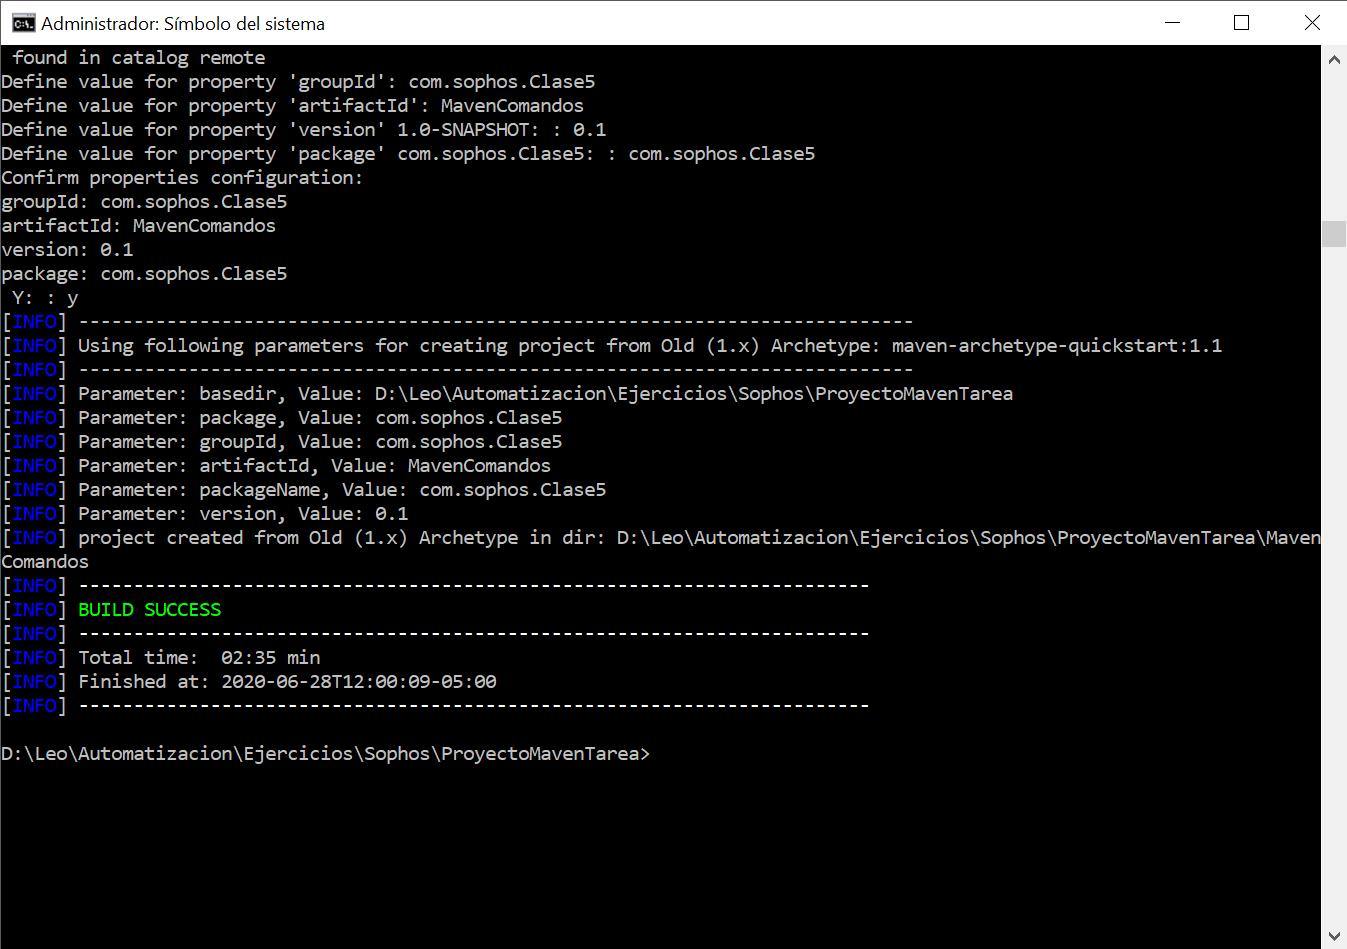 Administrador: Símbolo del sistema
found in catalog remote
Define value for property 'groupId': com.sophos.Clase5
Define value for property 'artifactId': MavenComandos
Define value for property 'version' 1.0-SNAPSHOT: : 0.1
Define value for property 'package' com.sophos.Clase5: : com.sophos.Clase5
Confirm properties configuration:
groupId: com.sophos.Clase5
artifactId: MavenComandos
version: 0.1
package: com.sophos.Clase5
Y: : y
[INFO] ----------------------------------------------------------------------------
[INFO] Using following parameters for creating project from Old (1.x) Archetype: maven-archetype-quickstart:1.1
[INFO] ----------------------------------------------------------------------------
[INFO] Parameter: basedir, Value: D:\Leo\Automatizacion\Ejercicios\Sophos\ProyectoMavenTarea
[INFO] Parameter: package, Value: com.sophos.Clase5
[INFO] Parameter: groupId, Value: com.sophos.Clase5
[INFO] Parameter: artifactId, Value: MavenComandos
[INFO] Parameter: packageName, Value: com.sophos.Clase5
[INFO] Parameter: version, Value: 0.1
[INFO] project created from Old (1.x) Archetype in dir: D:\Leo\Automatizacion\Ejercicios\Sophos\ProyectoMavenTarea\Maven
Comandos
[INFO] ------------------------------------------------------------------------
[INFO] BUILD SUCCESS
[INFO] ------------------------------------------------------------------------
[INFO] Total time:  02:35 min
[INFO] Finished at: 2020-06-28T12:00:09-05:00
[INFO] ------------------------------------------------------------------------
D:\Leo\Automatizacion\Ejercicios\Sophos\ProyectoMavenTarea>